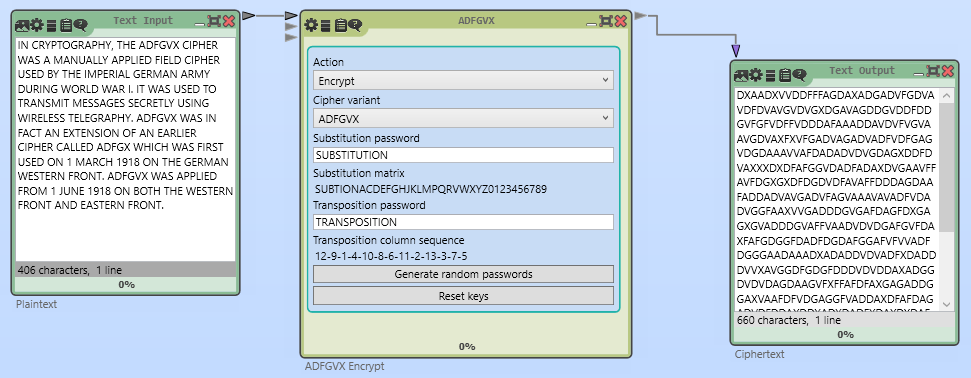 Text Input
IN CRYPTOGRAPHY, THE ADFGVX CIPHER
WAS A MANUALLY APPLIED FIELD CIPHER
USED BY THE IMPERIAL GERMAN ARMY
DURING WORLD WAR I. IT WAS USED TO
TRANSMIT MESSAGES SECRETLY USING
WIRELESS TELEGRAPHY. ADFGVX WAS IN
FACT AN EXTENSION OF AN EARLIER
CIPHER CALLED ADFGX WHICH WAS FIRST
USED ON 1 MARCH 1918 ON THE GERMAN
WESTERN FRONT. ADFGVX WAS APPLIED
FROM 1 JUNE 1918 ON BOTH THE WESTERN
FRONT AND EASTERN FRONT.
406 characters, 1 line
0%
Plaintext
ADFGVX
Action
Encrypt
Cipher variant
ADFGVX
Substitution password
SUBSTITUTION
Substitution matrix
SUBTIONACDEFGHJKLMPQRVWXYZ0123456789
Transposition password
TRANSPOSITION
Transposition column sequence
12-9-1-4-10-8-6-11-2-13-3-7-5
Generate random passwords
Reset keys
0%
ADFGVX Encrypt
Text Output
DXAADXVVDDFFFAGDAXADGADVFGDVA
VDFDVAVGVDVGXDGAVAGDDGVDDFDD
GVFGFVDFFVDDDAFAAADDAVDVFVGVA
AVGDVAXFXVFGADVAGADVADFVDFGAV
VDGDAAAVVAFDADADVDVGDAGXDDFD
VAXXXDXDFAFGGVDADFADAXDVGAAVFF
AVFDGXGXDFDGDVDFAVAFFDDDAGDAA
FADDADVAVGADVFAGVAAAVAVADFVDA
DVGGFAAXVVGADDDGVGAFDAGFDXGA
GXGVADDDGVAFFVAADVDVDGAFGVFDA
XFAFGDGGFDADFDGDAFGGAFVFVVADF
DGGGAADAAADXADADDVDVADFXDADD
DVVXAVGGDFGDGFDDDVDVDDAXADGG
DVDVDAGDAAGVFXFFAFDFAXGAGADGG
GAXVAAFDFVDGAGGFVADDAXDFAFDAG
660 characters, 1 line
0%
Ciphertext